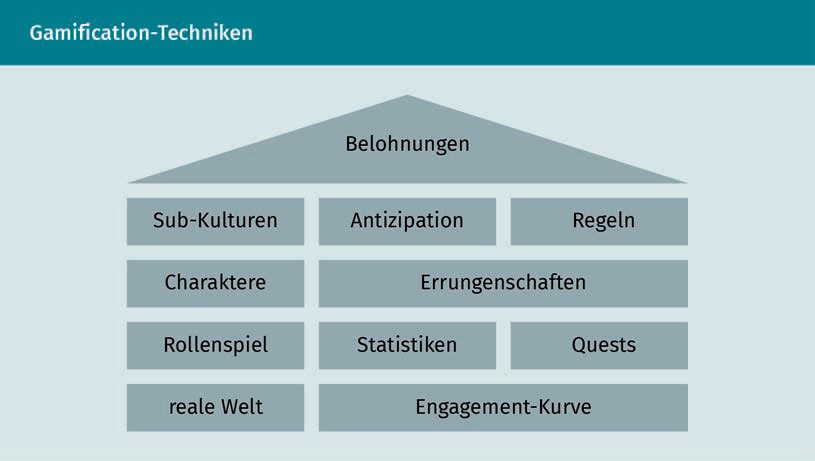 Gamification-Techniken
Belohnungen
Sub-Kulturen
Antizipation
Regeln
Charaktere
Errungenschaften
Rollenspiel
Statistiken
Quests
reale Welt
Engagement-Kurve